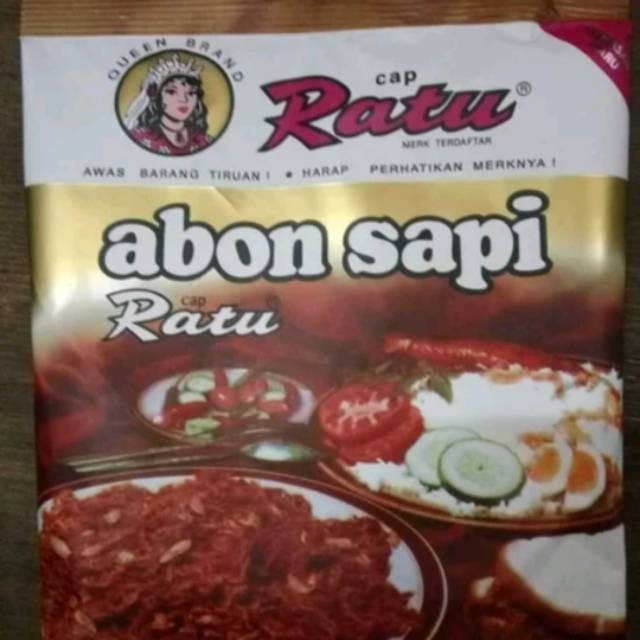 QUEEN BRAND
cap
Ratu®
MERK TERDAFTAR
AWAS BARANG TIRUAN! • HARAP PERHATIKAN MERKNYA!
abon sapi
cap
Ratu®